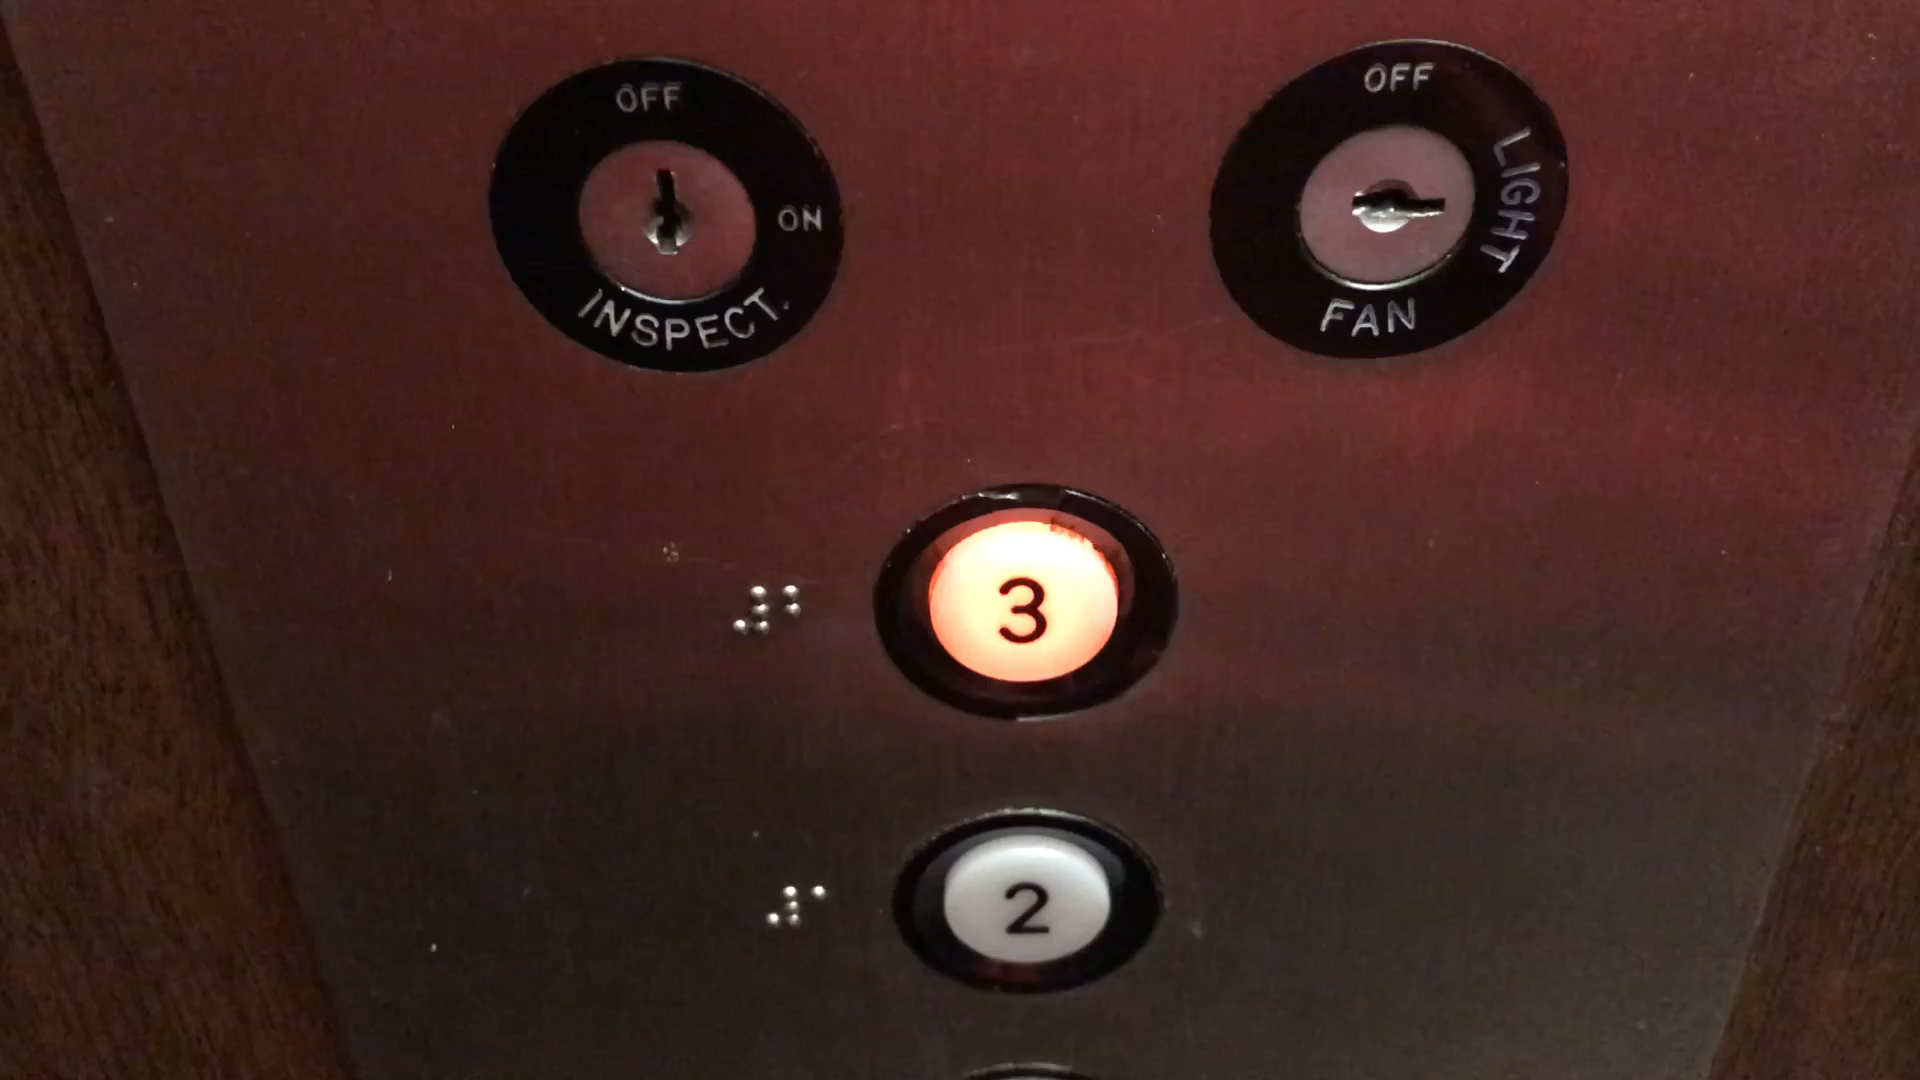 OFF
ON
INSPECT.
OFF
LIGHT
FAN
3
2